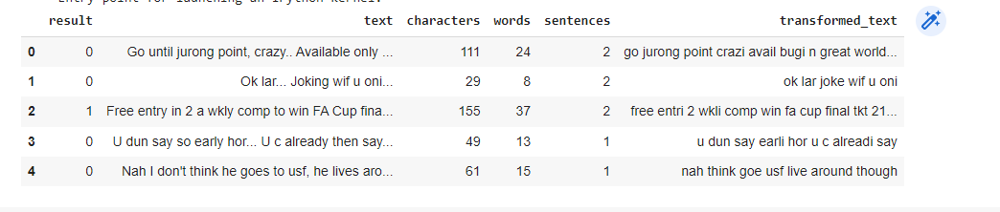 Entry point for launching an IPython kernel.
result text characters words sentences transformed_text
0 0 Go until jurong point, crazy.. Available only ... 111 24 2 go jurong point crazi avail bugi n great world...
1 0 Ok lar... Joking wif u oni... 29 8 2 ok lar joke wif u oni
2 1 Free entry in 2 a wkly comp to win FA Cup fina... 155 37 2 free entri 2 wkli comp win fa cup final tkt 21...
3 0 U dun say so early hor... U c already then say... 49 13 1 u dun say earli hor u c alreadi say
4 0 Nah I don't think he goes to usf, he lives aro... 61 15 1 nah think goe usf live around though